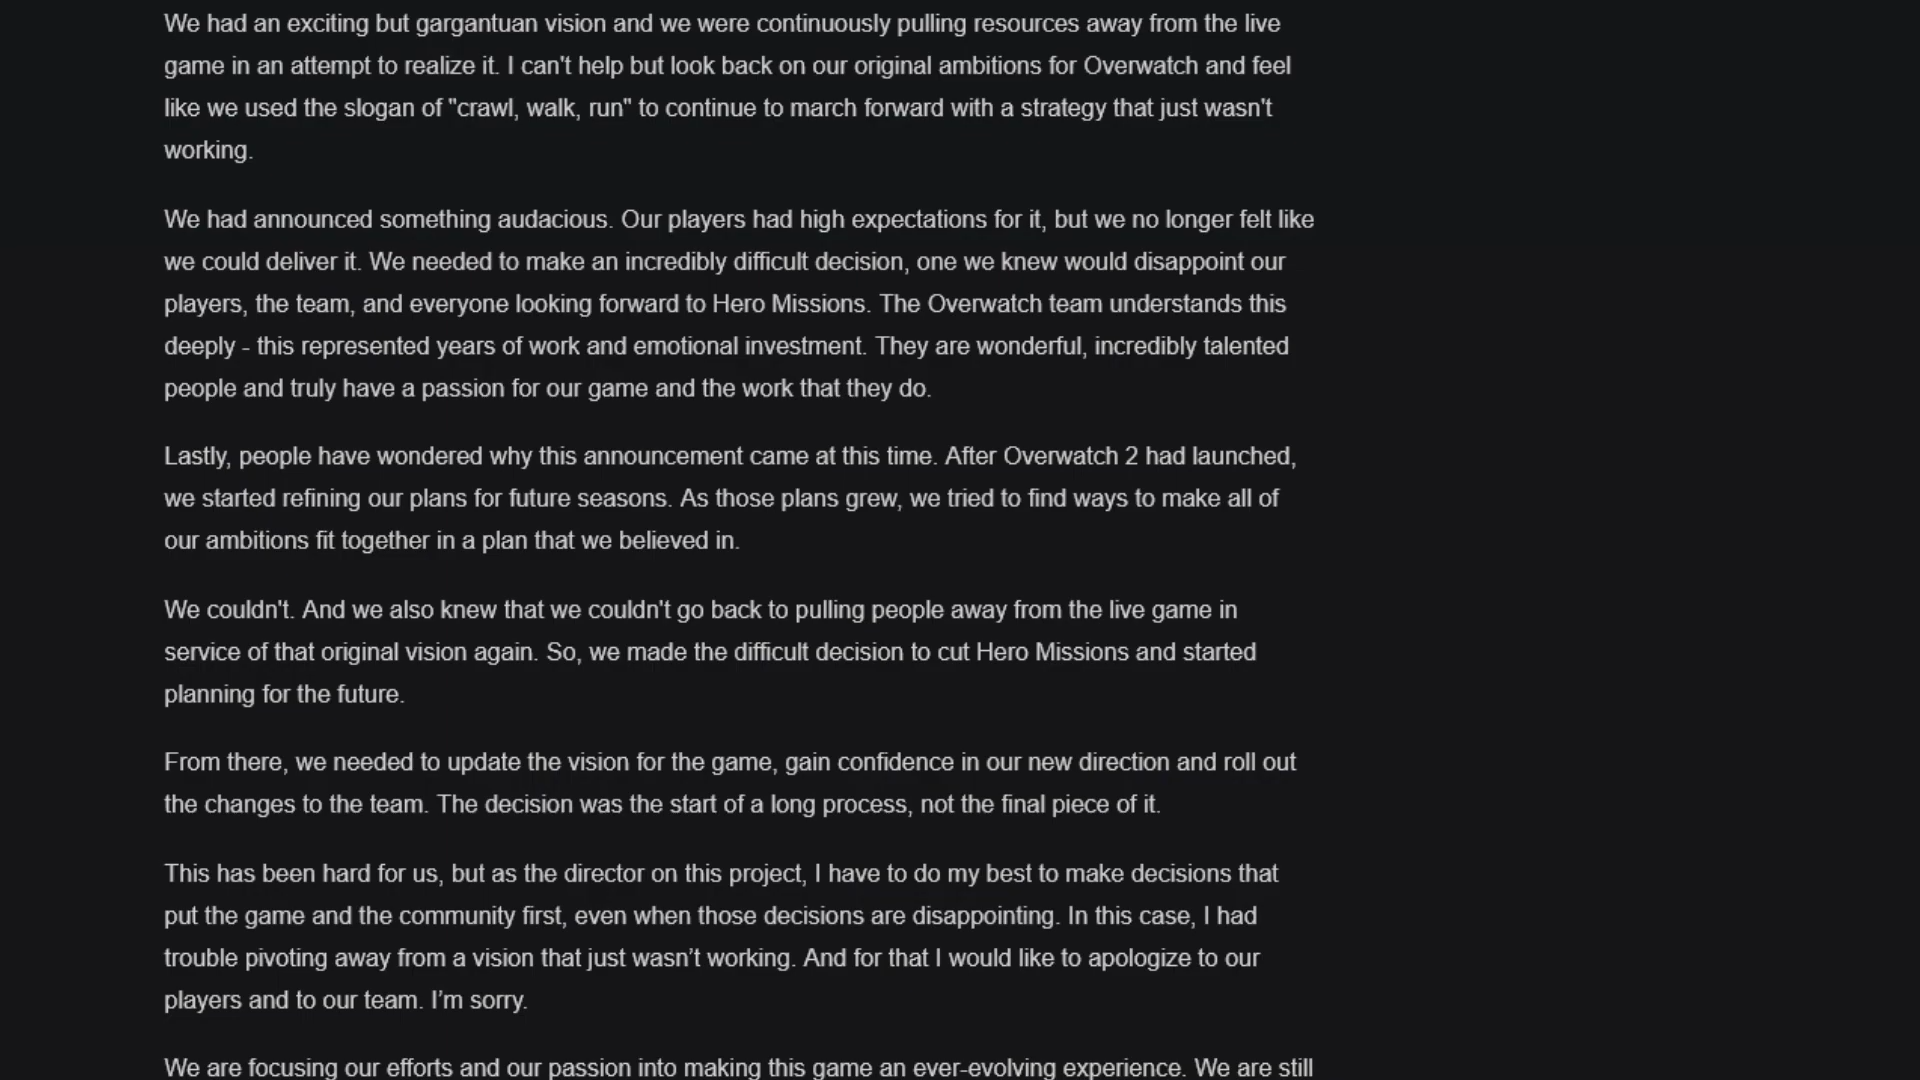 We had an exciting but gargantuan vision and we were continuously pulling resources away from the live
game in an attempt to realize it. I can't help but look back on our original ambitions for Overwatch and feel
like we used the slogan of "crawl, walk, run" to continue to march forward with a strategy that just wasn't
working.
We had announced something audacious. Our players had high expectations for it, but we no longer felt like
we could deliver it. We needed to make an incredibly difficult decision, one we knew would disappoint our
players, the team, and everyone looking forward to Hero Missions. The Overwatch team understands this
deeply - this represented years of work and emotional investment. They are wonderful, incredibly talented
people and truly have a passion for our game and the work that they do.
Lastly, people have wondered why this announcement came at this time. After Overwatch 2 had launched,
we started refining our plans for future seasons. As those plans grew, we tried to find ways to make all of
our ambitions fit together in a plan that we believed in.
We couldn't. And we also knew that we couldn't go back to pulling people away from the live game in
service of that original vision again. So, we made the difficult decision to cut Hero Missions and started
planning for the future.
From there, we needed to update the vision for the game, gain confidence in our new direction and roll out
the changes to the team. The decision was the start of a long process, not the final piece of it.
This has been hard for us, but as the director on this project, I have to do my best to make decisions that
put the game and the community first, even when those decisions are disappointing. In this case, I had
trouble pivoting away from a vision that just wasn’t working. And for that I would like to apologize to our
players and to our team. I’m sorry.
We are focusing our efforts and our passion into making this game an ever-evolving experience. We are still